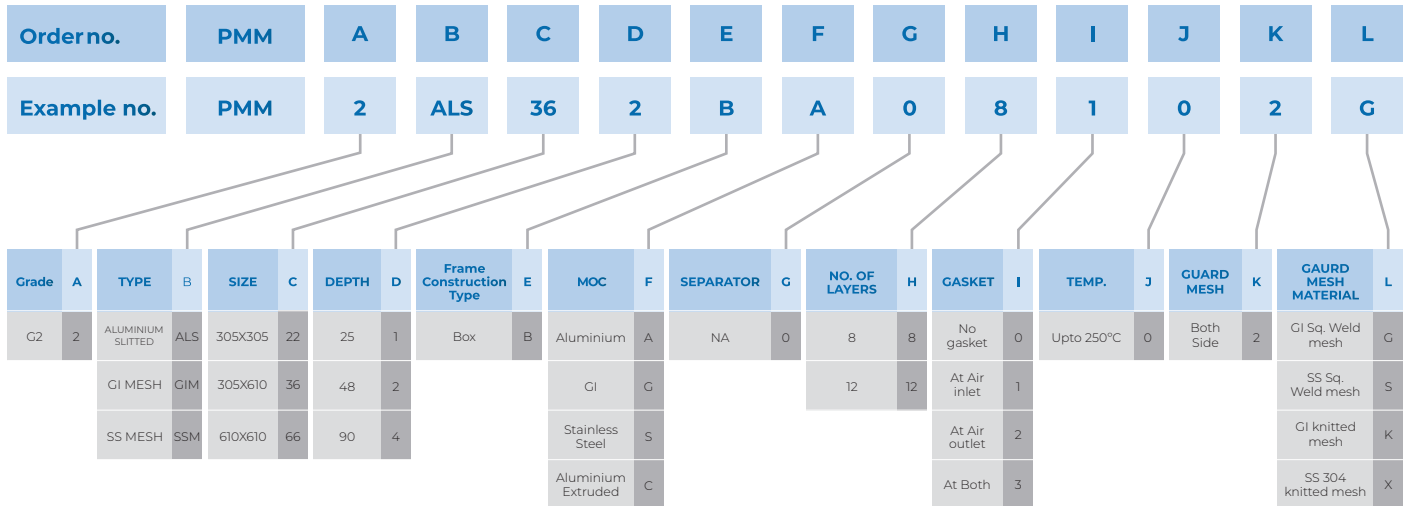 Order no. PMM A B C D E F G H I J K L
Example no. PMM 2 ALS 36 2 B A 0 8 1 0 2 G
Grade A
G2 2
TYPE B
ALUMINIUM
SLITTED ALS
GI MESH GIM
SS MESH SSM
SIZE C
305X305 22
305X610 36
610X610 66
DEPTH D
25 1
48 2
90 4
Frame
Construction
Type E
Box B
MOC F
Aluminium A
GI G
Stainless
Steel S
Aluminium
Extruded C
SEPARATOR G
NA 0
NO. OF
LAYERS H
8 8
12 12
GASKET I
No
gasket 0
At Air
inlet 1
At Air
outlet 2
At Both 3
TEMP. J
Upto 250°C 0
GUARD
MESH K
Both
Side 2
GAURD
MESH
MATERIAL L
GI Sq. Weld
mesh G
SS Sq.
Weld mesh S
GI knitted
mesh K
SS 304
knitted mesh X